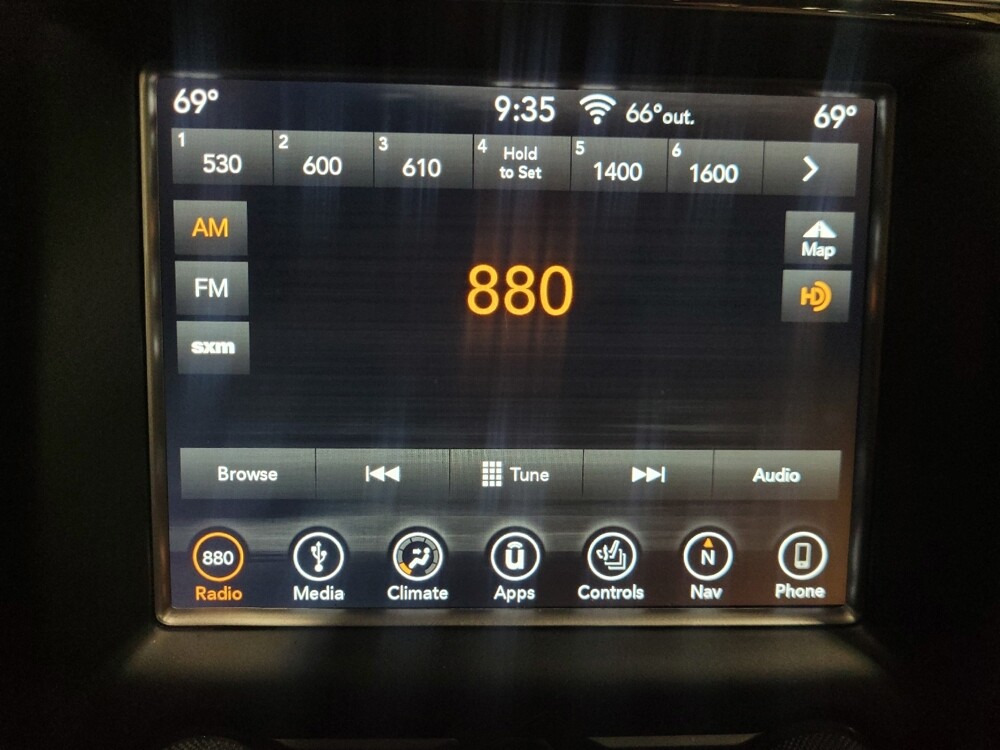 69° 9:35 66°out. 69°
1 530 2 600 3 610 4 Hold to Set 5 1400 6 1600
AM
Map
880
FM
HD
sxm
Browse Tune Audio
880 N
Radio Media Climate Apps Controls Nav Phone